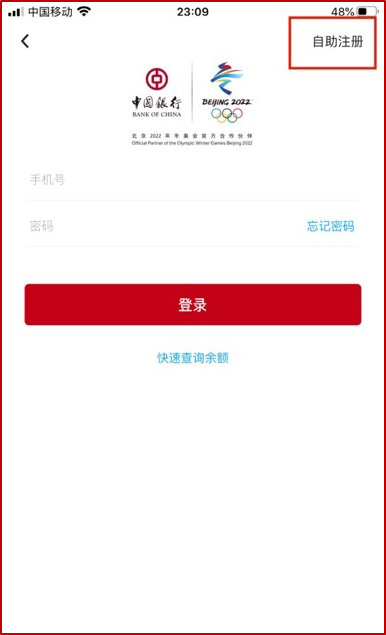 中国移动 23:09 48%
自助注册
中国银行 BEIJING 2022
BANK OF CHINA
北京2022年冬奥会官方合作伙伴
Official Partner of the Olympic Winter Games Beijing 2022
手机号
密码 忘记密码
登录
快速查询余额